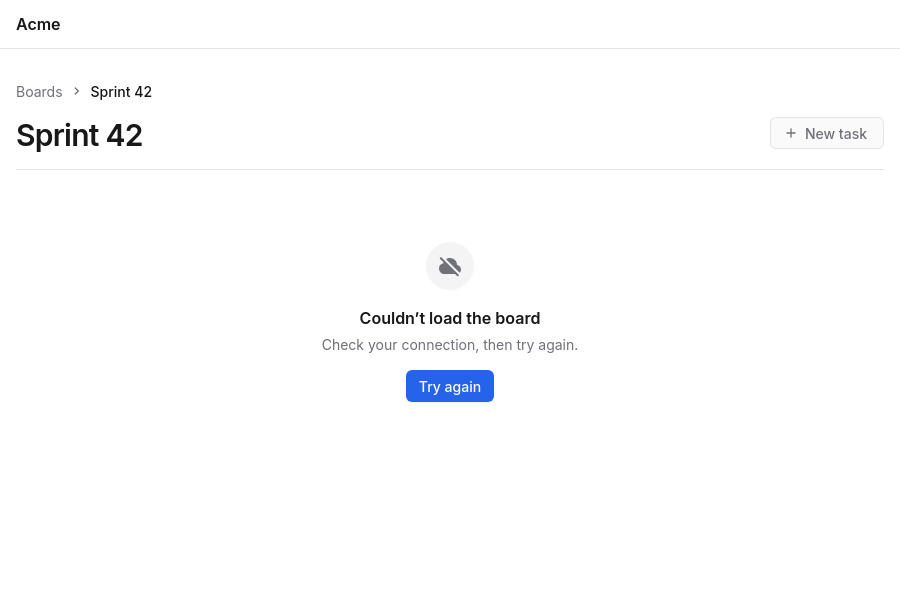 Acme
Boards
Sprint 42
Sprint 42
New task
Couldn’t load the board
Check your connection, then try again.
Try again